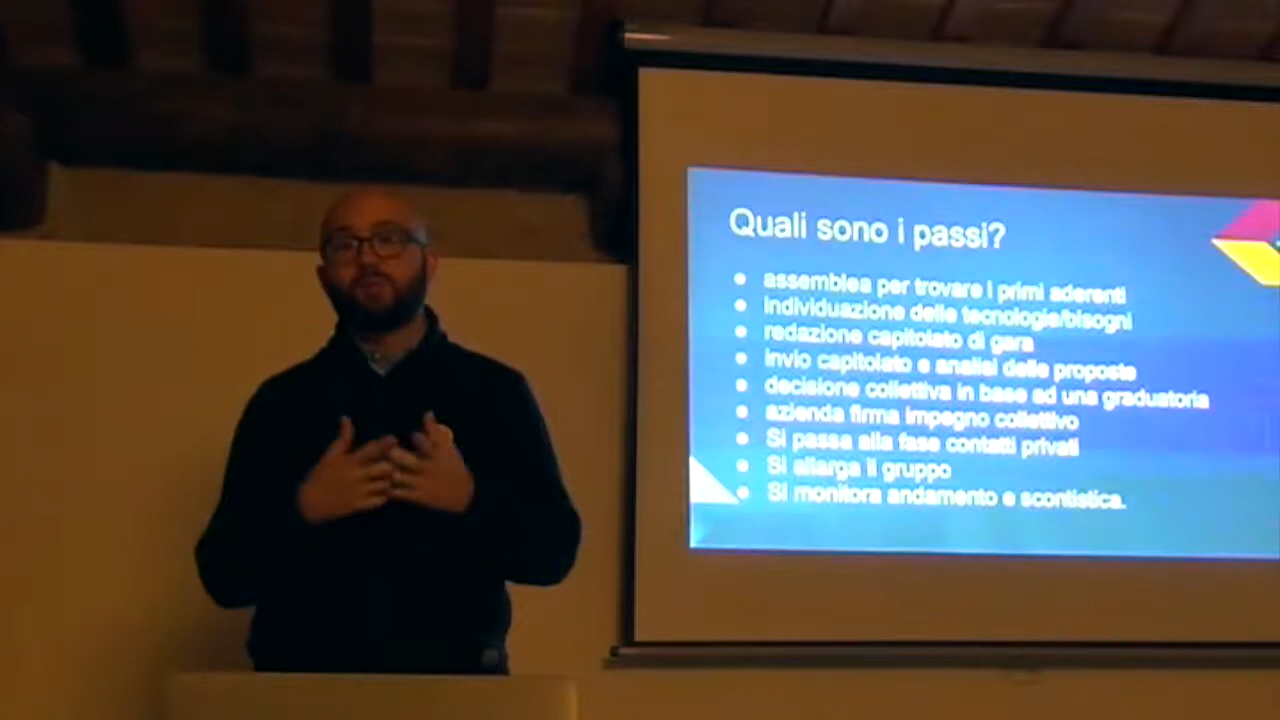 Quali sono i passi?
● assemblea per trovare i primi aderenti
● individuazione delle tecnologie/bisogni
● redazione capitolato di gara
● invio capitolato e analisi delle proposte
● decisione collettiva in base ad una graduatoria
● azienda firma impegno collettivo
● Si passa alla fase contatti privati
● Si allarga il gruppo
● Si monitora andamento e scontistica.